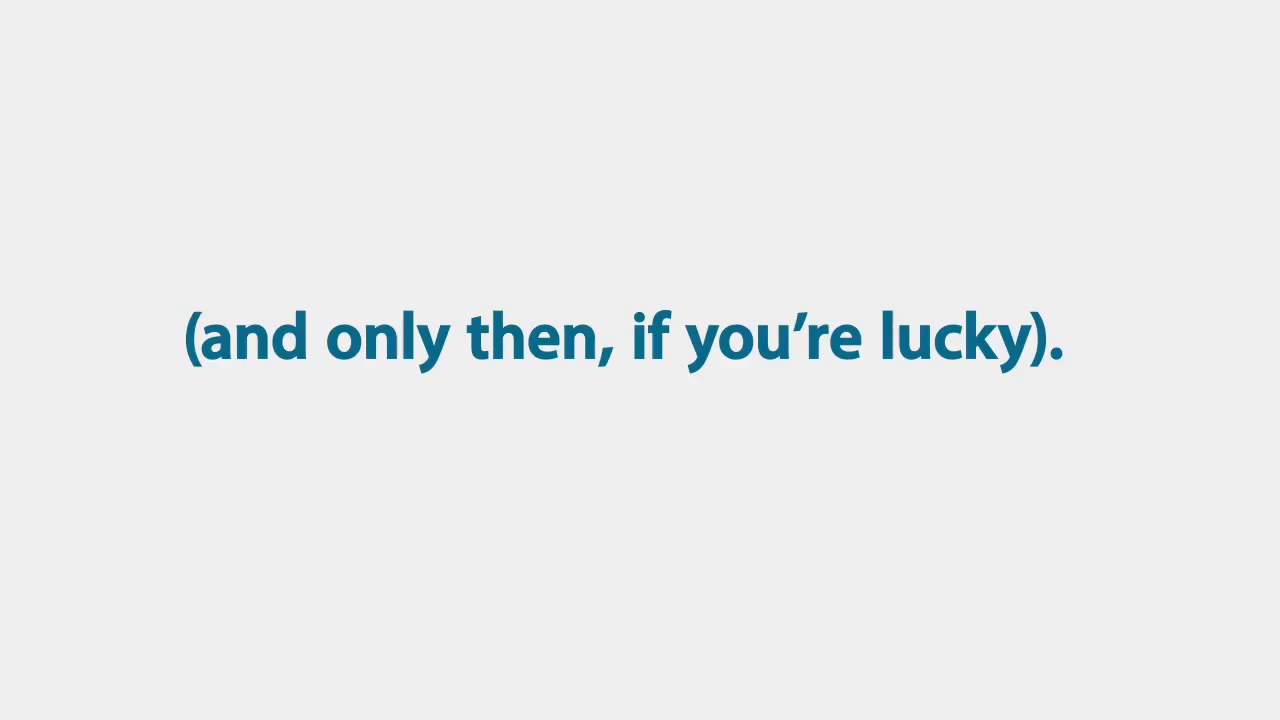 (and only then, if you’re lucky).